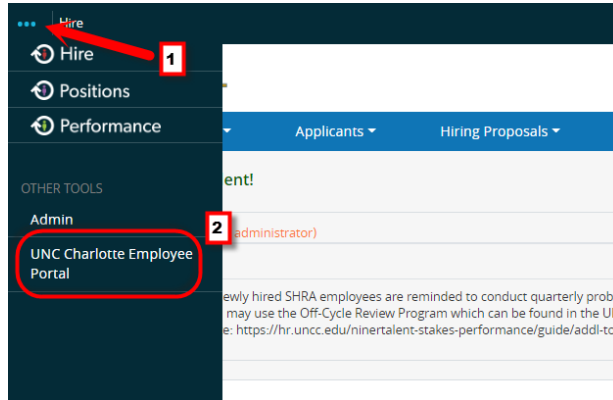 Hire
1
Hire
Positions
Performance
Applicants
Hiring Proposals
ent!
OTHER TOOLS
Admin
2
administrator)
UNC Charlotte Employee
Portal
ewly hired SHRA employees are reminded to conduct quarterly prob
may use the Off-Cycle Review Program which can be found in the U
e: https://hr.uncc.edu/ninertalent-stakes-performance/guide/addl-to